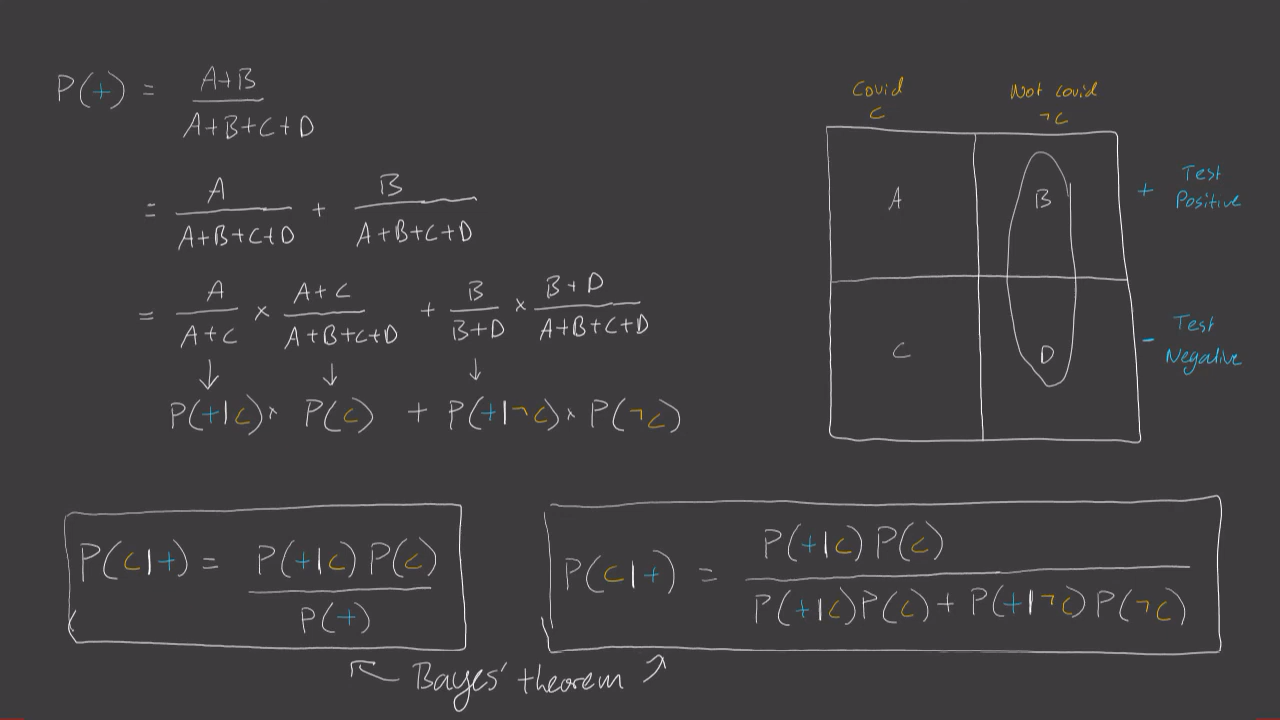 P(+) = A+B / A+B+C+D
= A / A+B+C+D + B / A+B+C+D
= A / A+C × A+C / A+B+C+D + B / B+D × B+D / A+B+C+D
↓ ↓ ↓
P(+|c) × P(c) + P(+|¬c) × P(¬c)
Covid Not covid
C ¬C
A B + Test
Positive
C D - Test
Negative
P(c|+) = P(+|c) P(c) / P(+)
P(c|+) = P(+|c) P(c) / P(+|c) P(c) + P(+|¬c) P(¬c)
Bayes' theorem